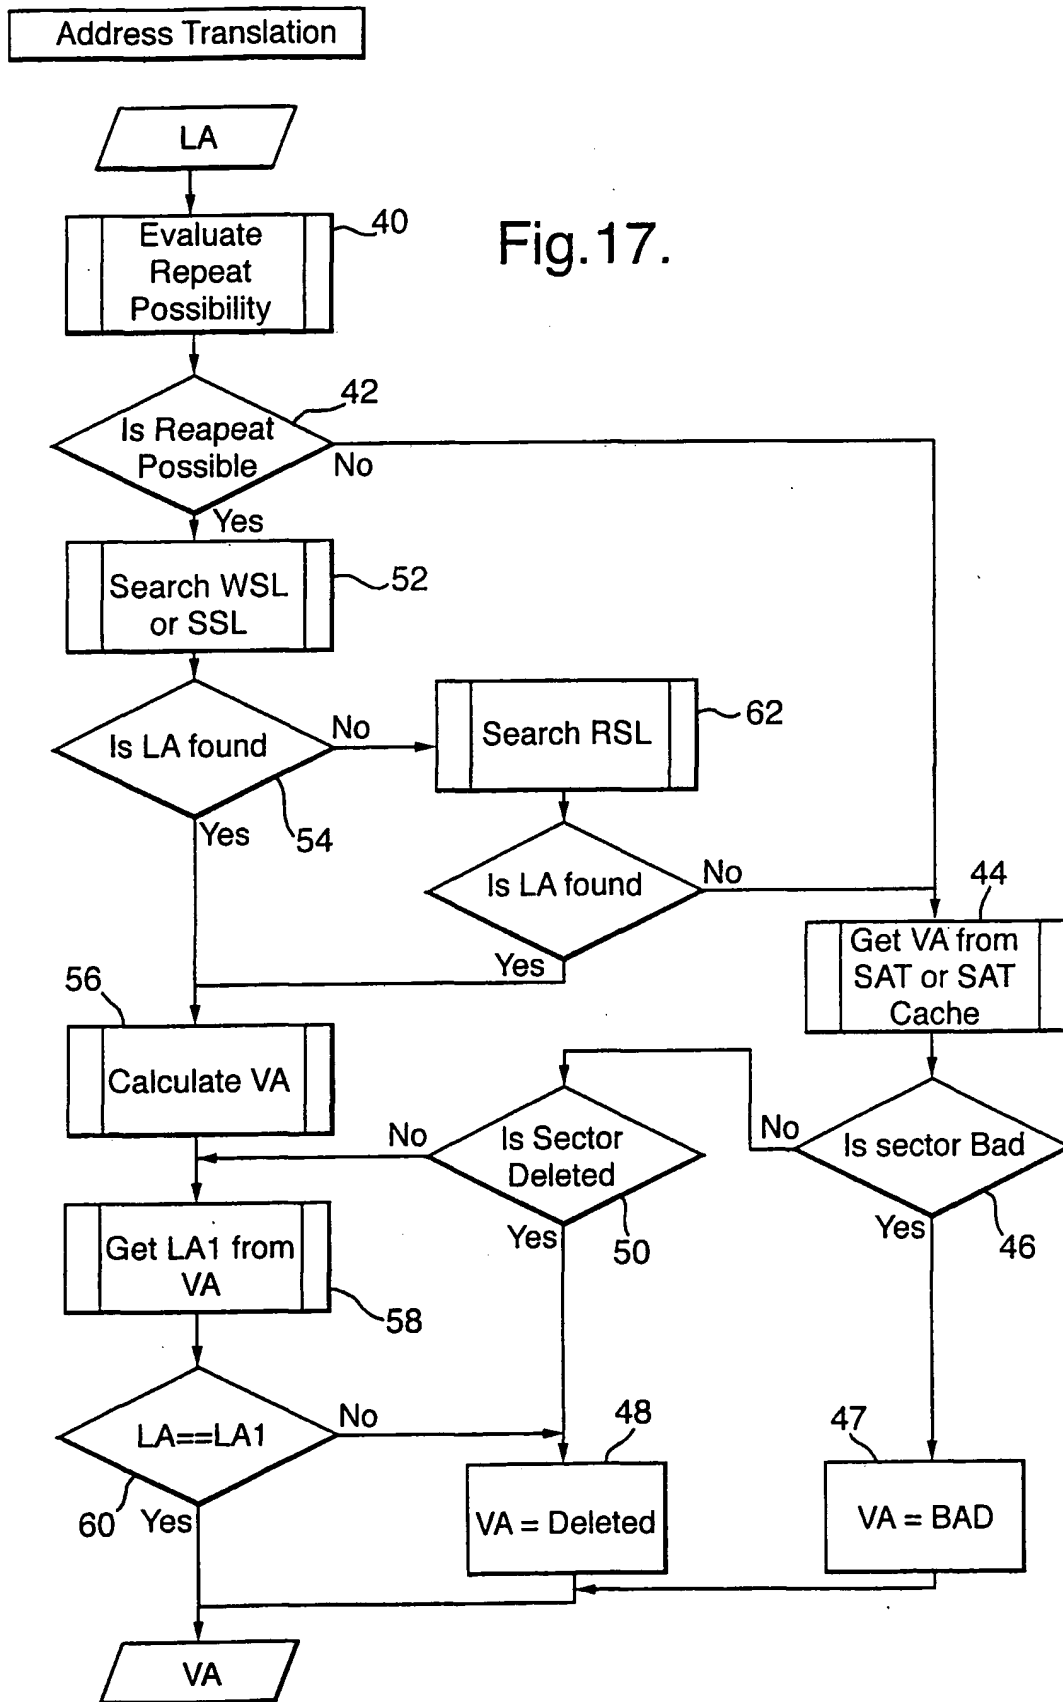 Address Translation
LA
Fig.17.
Evaluate
Repeat
Possibility
40
Is Reapeat
Possible
42
No
Yes
Search WSL
or SSL
52
Is LA found
No
54
Yes
Search RSL
62
Is LA found
No
Yes
44
Get VA from
SAT or SAT
Cache
56
Calculate VA
No
Is Sector
Deleted
50
Yes
No
Is sector Bad
46
Yes
Get LA1 from
VA
58
LA==LA1
No
60
Yes
48
VA = Deleted
47
VA = BAD
VA